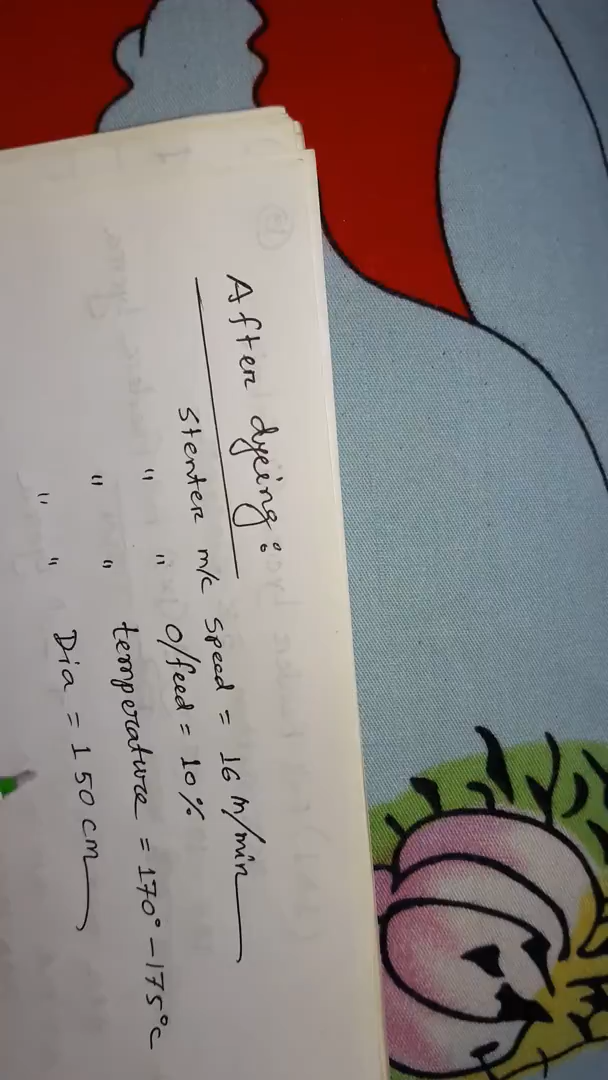 After dyeing :
Stenter m/c Speed = 16 m/min
" " O/feed = 10%
" " temperature = 170° - 175°c
" " Dia = 150 cm